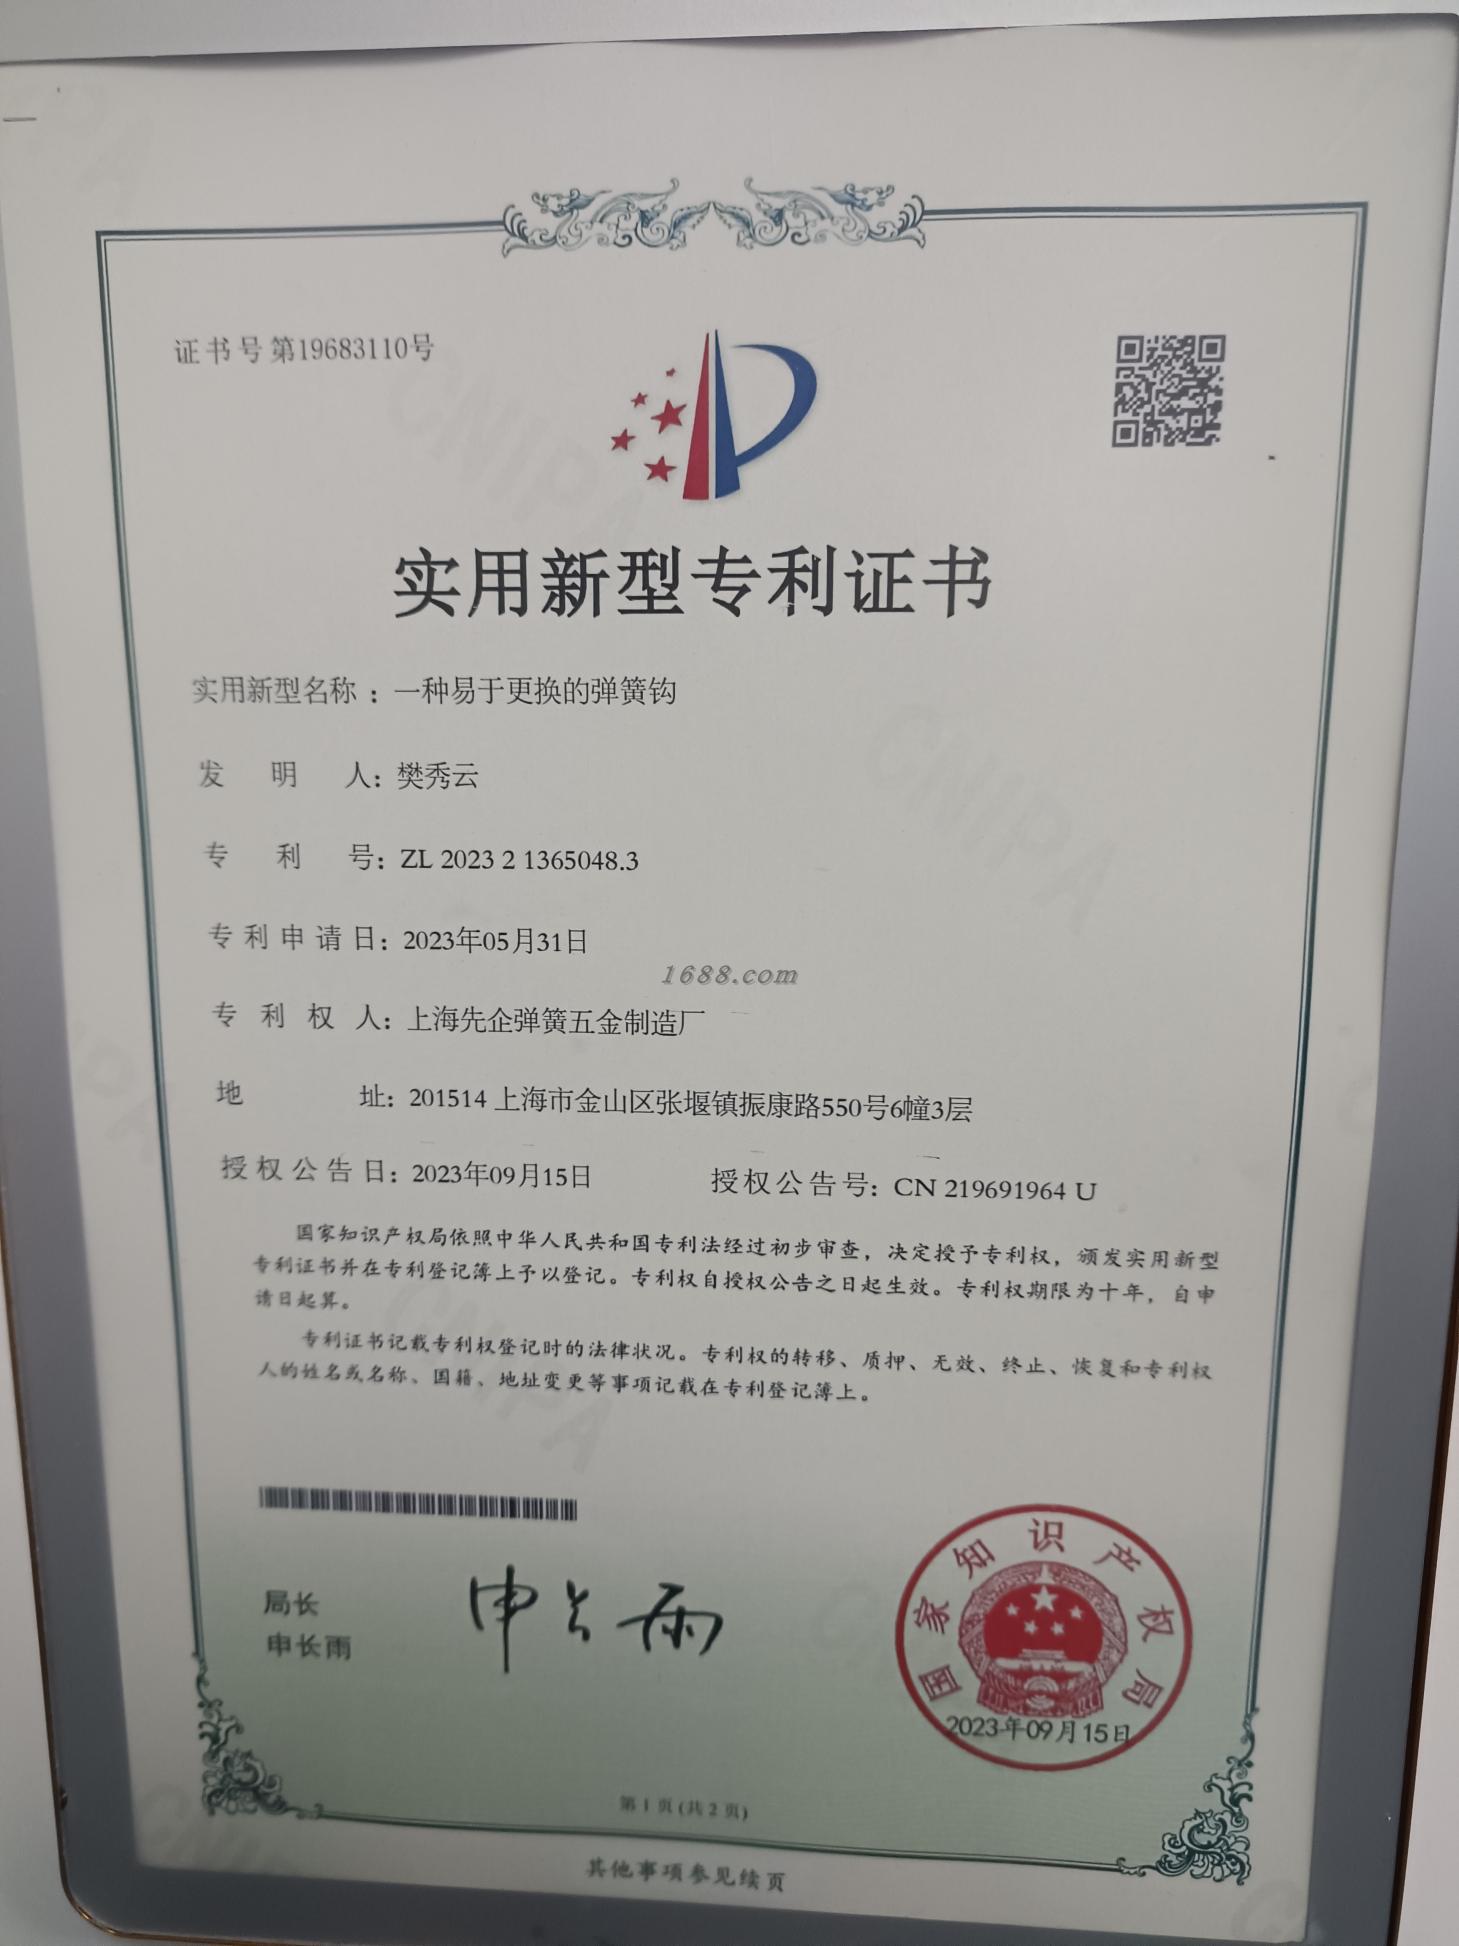 证书号第19683110号
实用新型专利证书
实用新型名称：一种易于更换的弹簧钩
发明人：樊秀云
专利号：ZL 2023 2 1365048.3
专利申请日：2023年05月31日
1688.com
专利权人：上海先企弹簧五金制造厂
地址：201514 上海市金山区张堰镇振康路550号6幢3层
授权公告日：2023年09月15日 授权公告号：CN 219691964 U
国家知识产权局依照中华人民共和国专利法经过初步审查，决定授予专利权，颁发实用新型
专利证书并在专利登记簿上予以登记。专利权自授权公告之日起生效。专利权期限为十年，自申
请日起算。
专利证书记载专利权登记时的法律状况。专利权的转移、质押、无效、终止、恢复和专利权
人的姓名或名称、国籍、地址变更等事项记载在专利登记簿上。
局长
申长雨
申长雨
国家知识产权局
2023年09月15日
第1页(共2页)
其他事项参见续页
CNIPA
CNIPA
CNIPA